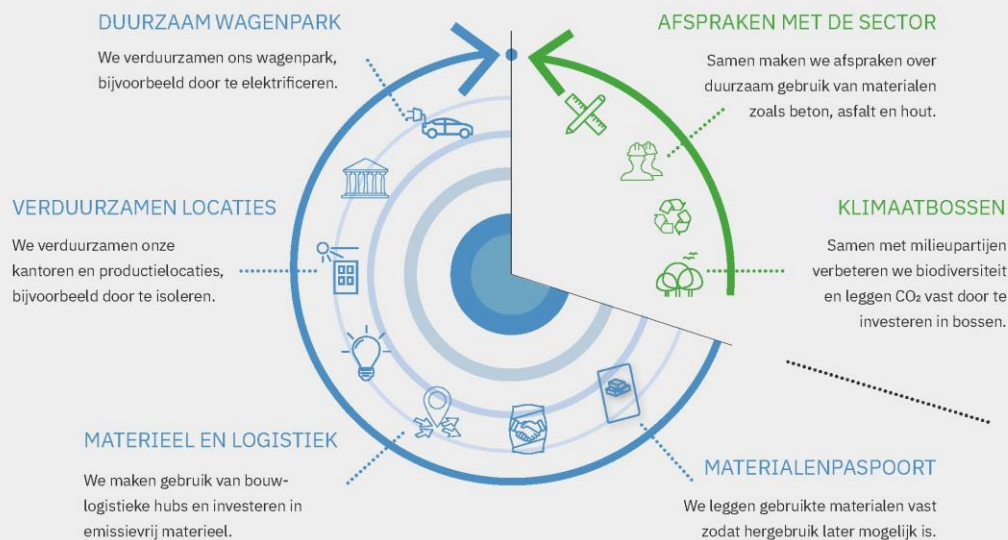 DUURZAAM WAGENPARK
We verduurzamen ons wagenpark,
bijvoorbeeld door te elektrificeren.
AFSPRAKEN MET DE SECTOR
Samen maken we afspraken over
duurzaam gebruik van materialen
zoals beton, asfalt en hout.
VERDUURZAMEN LOCATIES
We verduurzamen onze
kantoren en productielocaties,
bijvoorbeeld door te isoleren.
KLIMAATBOSSEN
Samen met milieupartijen
verbeteren we biodiversiteit
en leggen CO₂ vast door te
investeren in bossen.
MATERIEEL EN LOGISTIEK
We maken gebruik van bouw-
logistieke hubs en investeren in
emissievrij materieel.
MATERIALENPASPOORT
We leggen gebruikte materialen vast
zodat hergebruik later mogelijk is.